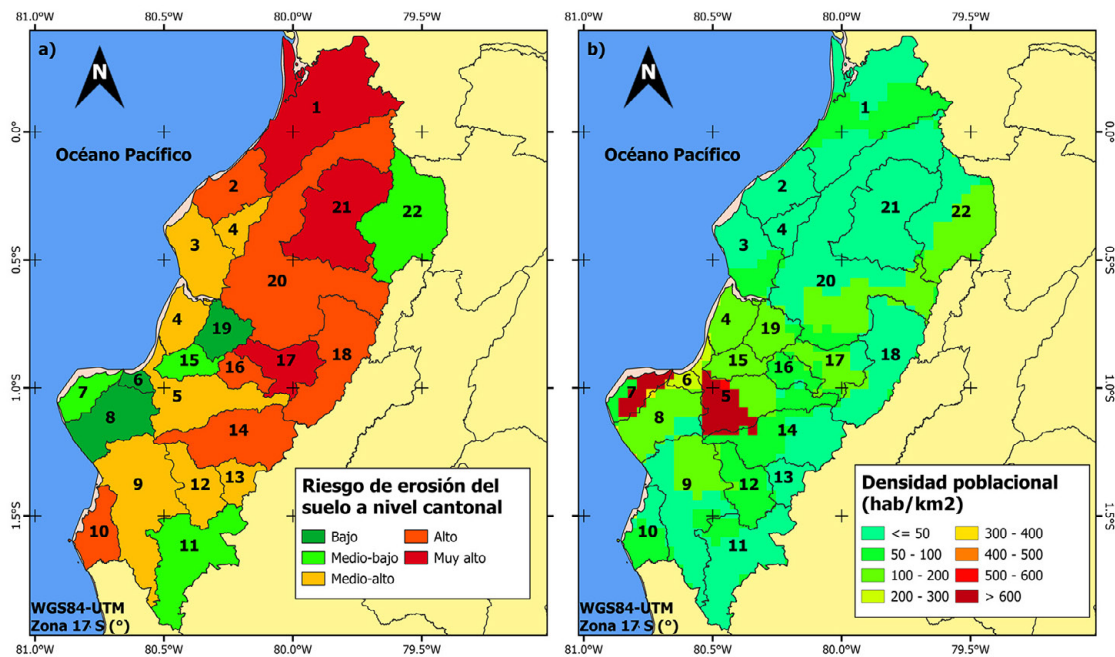 81.0°W 80.5° 80.0° 79.5°
a)
N
Océano Pacífico
0.0°
0.5°S
1.0°S
1.5°S
1
2
21
22
4
3
20
4
19
18
15
17
16
6
7
5
8
14
13
9
12
10
11
Riesgo de erosión del
suelo a nivel cantonal
Bajo Alto
Medio-bajo Muy alto
Medio-alto
WGS84-UTM
Zona 17 S (°)
81.0°W 80.5° 80.0° 79.5°
81.0°W 80.5° 80.0° 79.5°
b)
N
Océano Pacífico
0.0°
0.5°S
1.0°S
1.5°S
1
2
21
22
4
3
20
4
19
18
15
17
16
6
7
5
8
14
13
9
12
10
11
Densidad poblacional
(hab/km2)
<= 50 300 - 400
50 - 100 400 - 500
100 - 200 500 - 600
200 - 300 > 600
WGS84-UTM
Zona 17 S (°)
81.0°W 80.5° 80.0° 79.5°